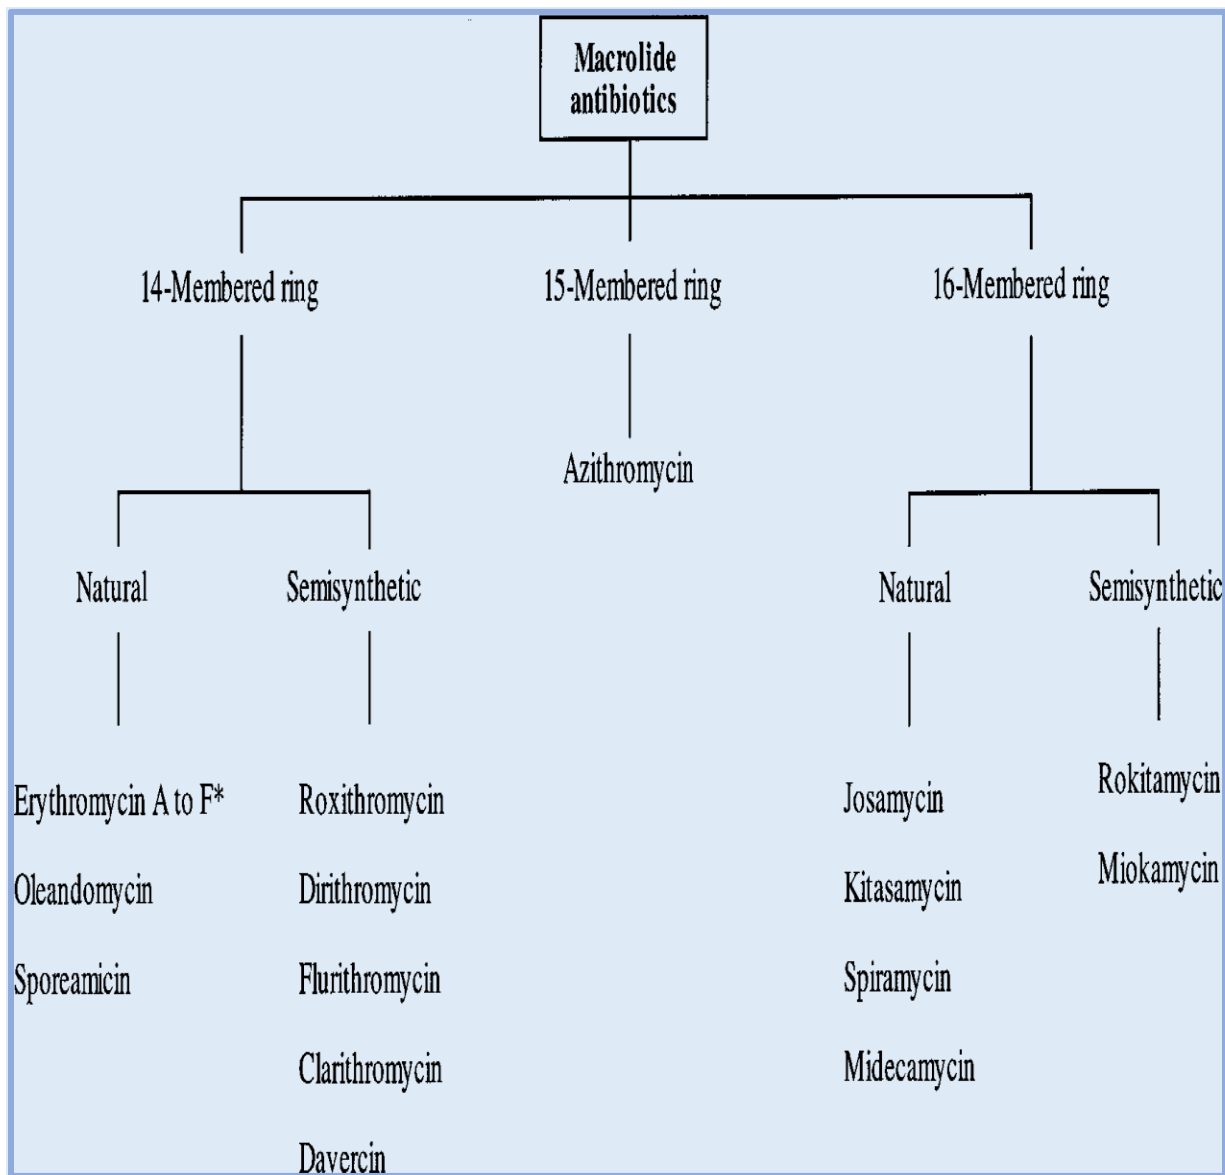 Macrolide
antibiotics
14-Membered ring
15-Membered ring
16-Membered ring
Azithromycin
Natural
Semisynthetic
Natural
Semisynthetic
Erythromycin A to F*
Oleandomycin
Sporeamicin
Roxithromycin
Dirithromycin
Flurithromycin
Clarithromycin
Davercin
Josamycin
Kitasamycin
Spiramycin
Midecamycin
Rokitamycin
Miokamycin